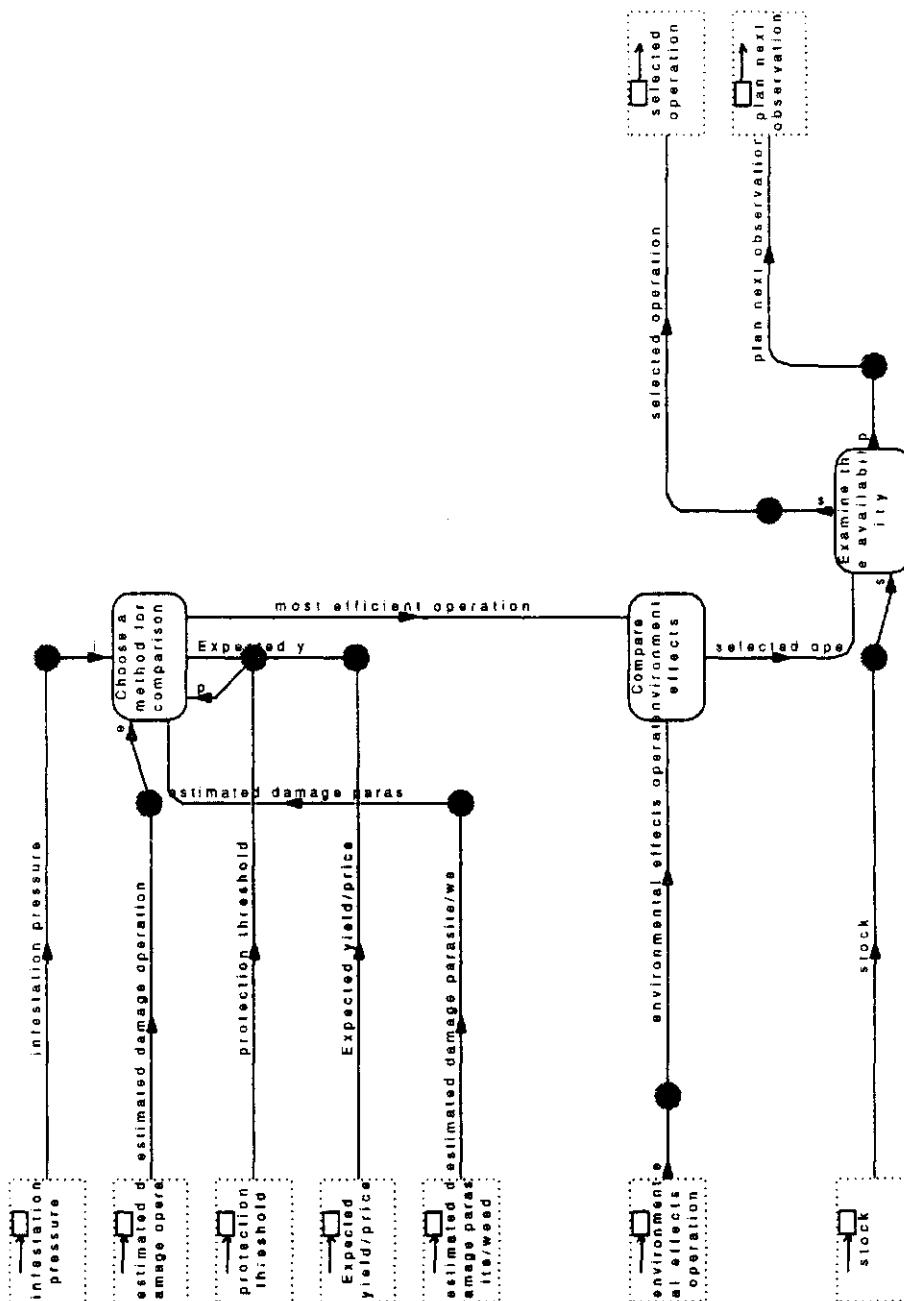 selected
operation
plan next
observation
selected operation
plan next observation
Examine th
e availabil
ity
p
s
s
Choose a
method for
comparison
i
Expected y
p
e
most efficient operation
Compare
environment
effects
selected ope
estimated damage paras
infestation pressure
estimated damage operation
protection threshold
Expected yield/price
estimated damage parasite/we
environmental effects operat
stock
infestation
pressure
estimated d
amage opera
protection
threshold
Expected
yield/price
estimated d
amage paras
ite/weed
environment
al effects
operation
stock